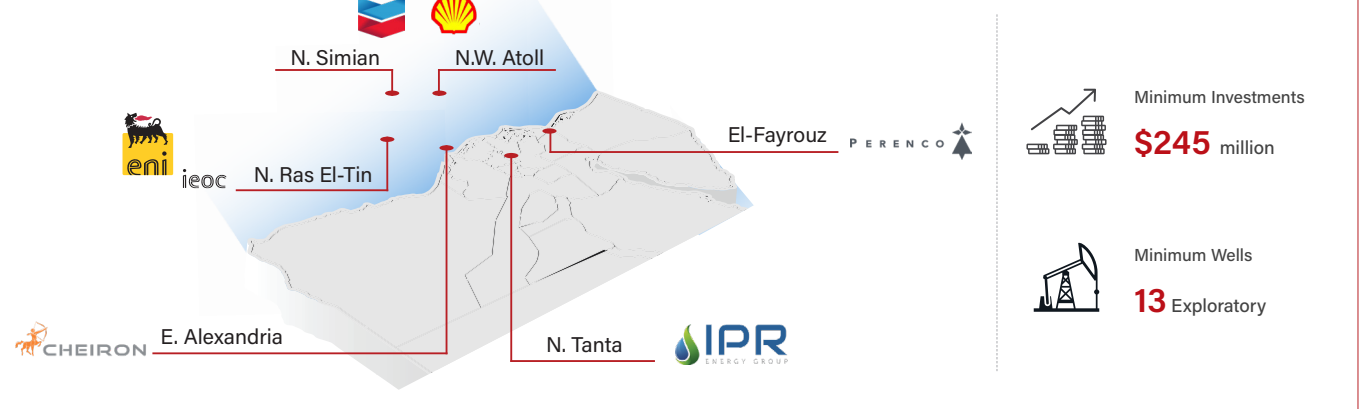 N. Simian
N.W. Atoll
El-Fayrouz
PERENCO
eni
ieoc
N. Ras El-Tin
CHEIRON
E. Alexandria
N. Tanta
IPR
ENERGY GROUP
Minimum Investments
$245 million
Minimum Wells
13 Exploratory